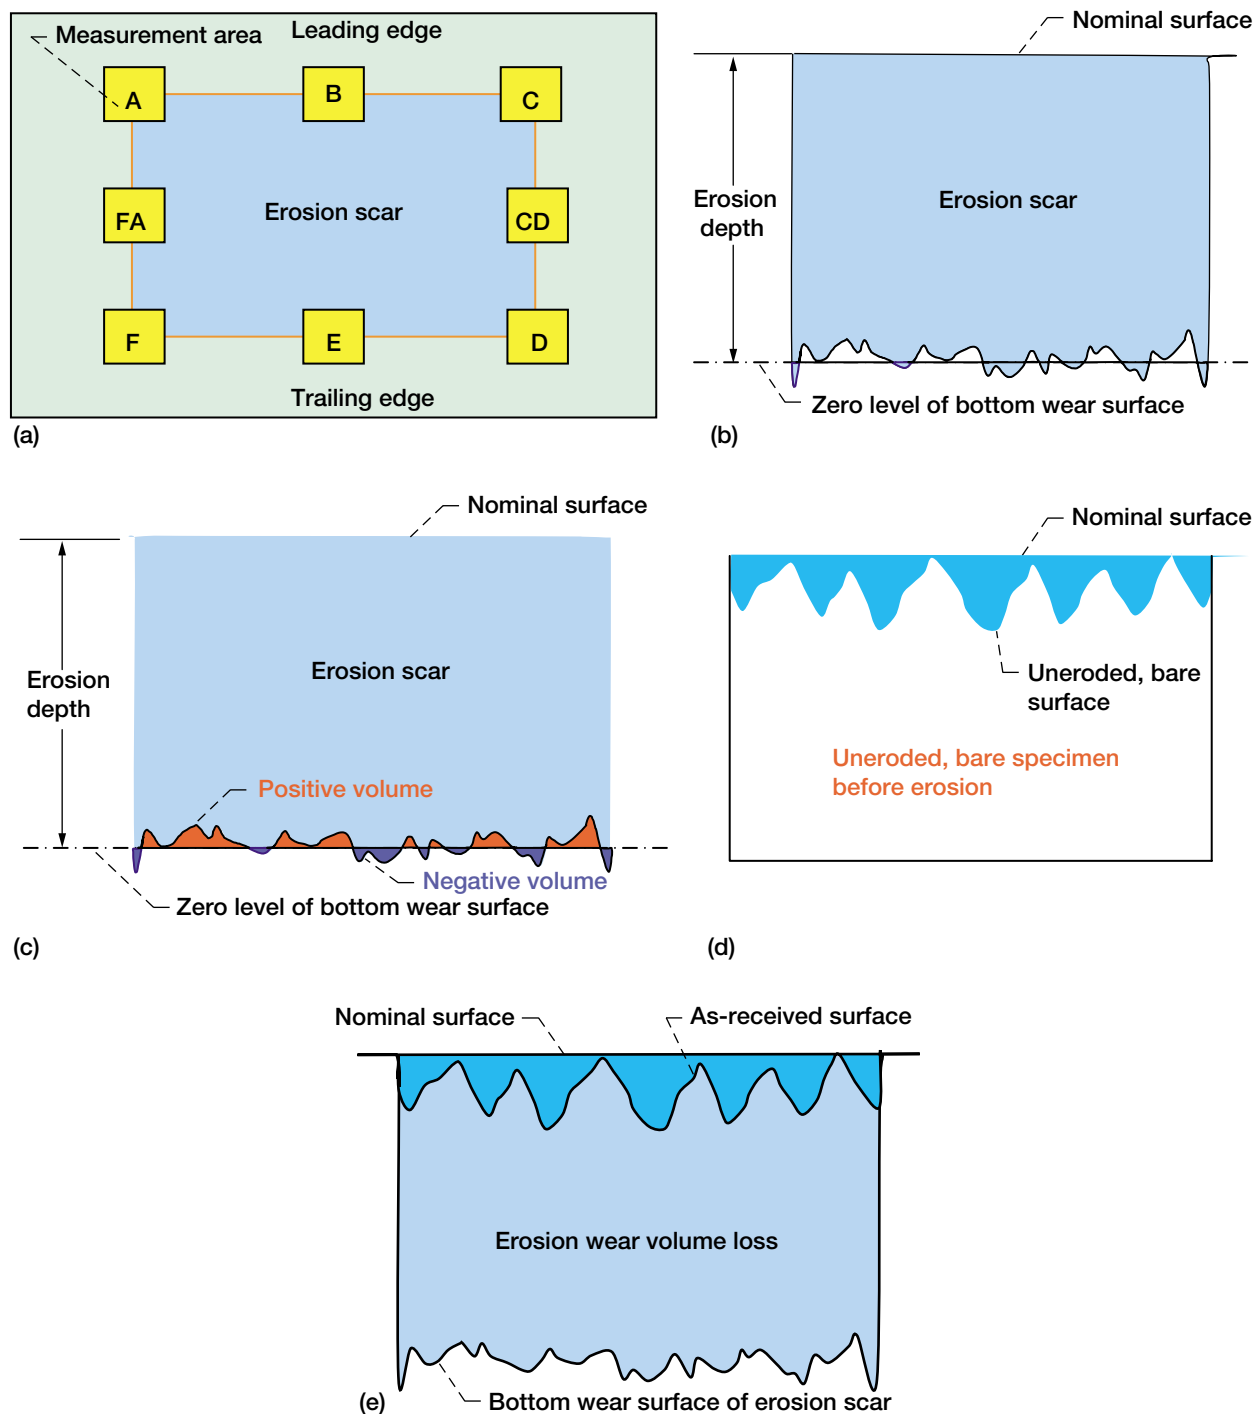 Measurement area
Leading edge
A
B
C
FA
Erosion scar
CD
F
E
D
Trailing edge
(a)
Nominal surface
Erosion
depth
Erosion scar
Zero level of bottom wear surface
(b)
Nominal surface
Erosion
depth
Erosion scar
Positive volume
Negative volume
Zero level of bottom wear surface
(c)
Nominal surface
Uneroded, bare
surface
Uneroded, bare specimen
before erosion
(d)
Nominal surface
As-received surface
Erosion wear volume loss
Bottom wear surface of erosion scar
(e)